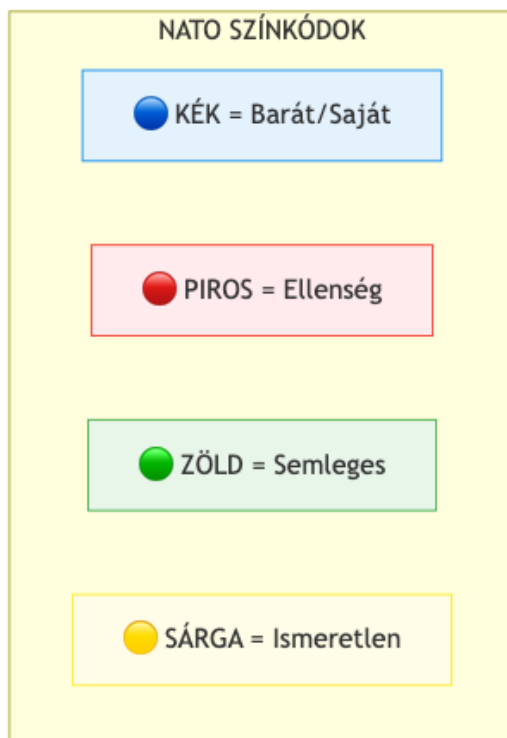 NATO SZÍNKÓDOK
KÉK = Barát/Saját
PIROS = Ellenség
ZÖLD = Semleges
SÁRGA = Ismeretlen